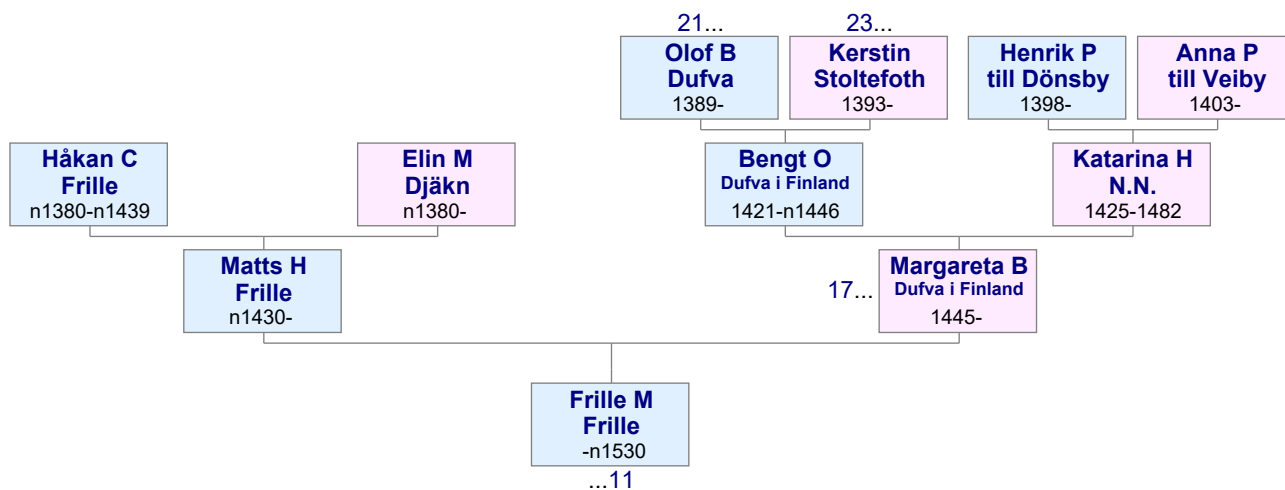 21...
23...
Olof B
Dufva
1389-
Kerstin
Stoltefoth
1393-
Henrik P
till Dönsby
1398-
Anna P
till Veiby
1403-
Håkan C
Frille
n1380-n1439
Elin M
Djäkn
n1380-
Bengt O
Dufva i Finland
1421-n1446
Katarina H
N.N.
1425-1482
Matts H
Frille
n1430-
17...
Margareta B
Dufva i Finland
1445-
Frille M
Frille
-n1530
...11